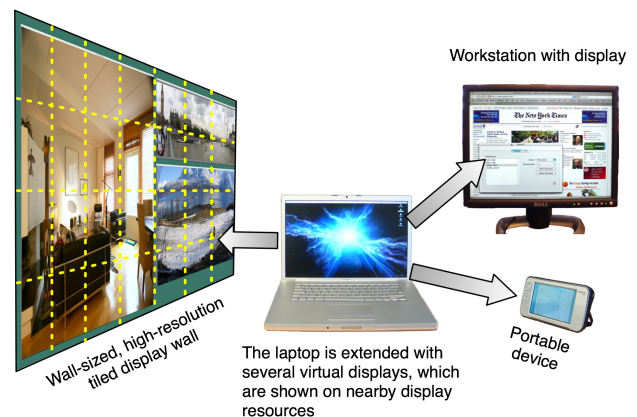 Workstation with display
The New York Times
DELL
Wall-sized, high-resolution
tiled display wall
Portable
device
The laptop is extended with
several virtual displays, which
are shown on nearby display
resources